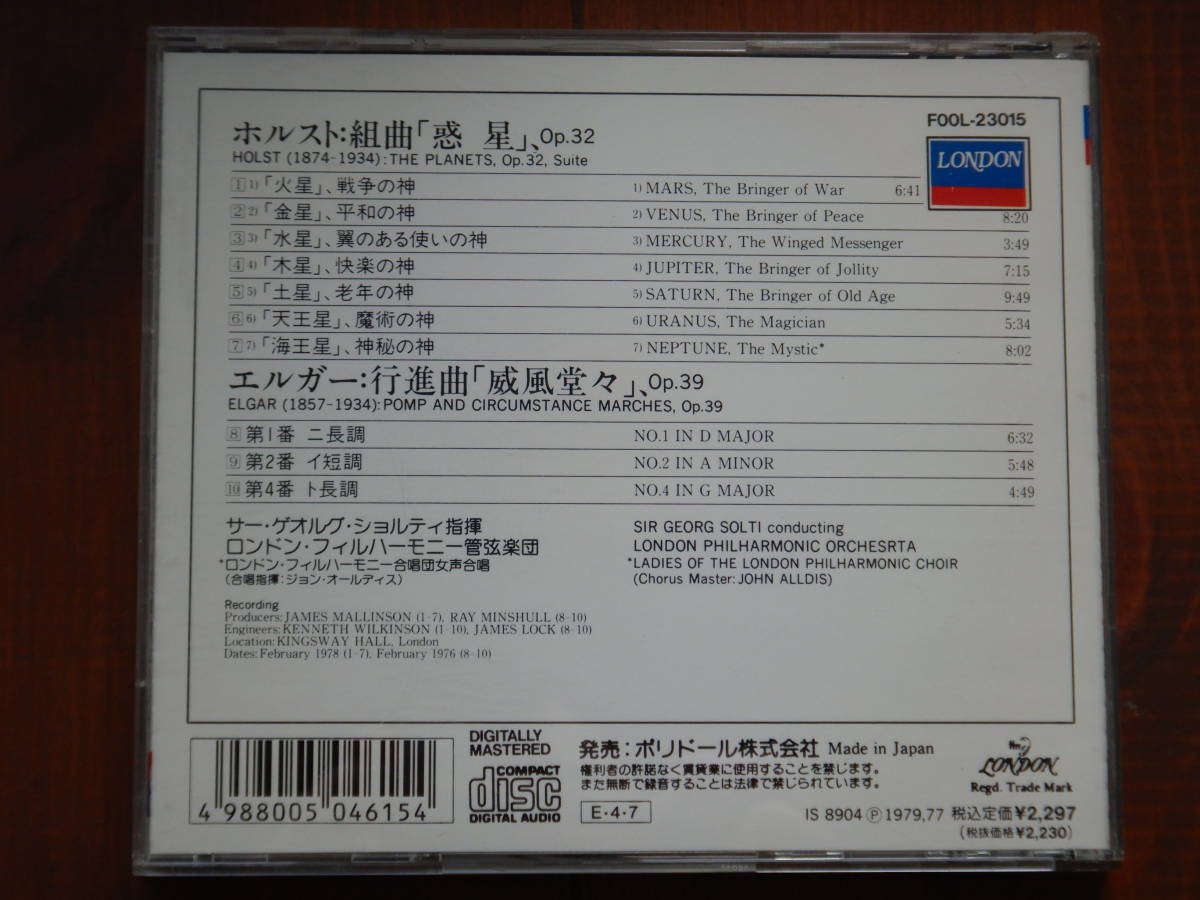 FOOL-23015
LONDON
ホルスト:組曲「惑 星」、Op.32
HOLST (1874-1934): THE PLANETS, Op.32, Suite
1 1)「火星」、戦争の神 1) MARS, The Bringer of War 6:41
2 2)「金星」、平和の神 2) VENUS, The Bringer of Peace 8:20
3 3)「水星」、翼のある使いの神 3) MERCURY, The Winged Messenger 3:49
4 4)「木星」、快楽の神 4) JUPITER, The Bringer of Jollity 7:15
5 5)「土星」、老年の神 5) SATURN, The Bringer of Old Age 9:49
6 6)「天王星」、魔術の神 6) URANUS, The Magician 5:34
7 7)「海王星」、神秘の神 7) NEPTUNE, The Mystic* 8:02
エルガー:行進曲「威風堂々」、Op.39
ELGAR (1857-1934): POMP AND CIRCUMSTANCE MARCHES, Op.39
8 第1番 ニ長調 NO.1 IN D MAJOR 6:32
9 第2番 イ短調 NO.2 IN A MINOR 5:48
10 第4番 ト長調 NO.4 IN G MAJOR 4:49
サー・ゲオルグ・ショルティ指揮
ロンドン・フィルハーモニー管弦楽団
*ロンドン・フィルハーモニー合唱団女声合唱
(合唱指揮:ジョン・オールディス)
SIR GEORG SOLTI conducting
LONDON PHILHARMONIC ORCHESRTA
*LADIES OF THE LONDON PHILHARMONIC CHOIR
(Chorus Master: JOHN ALLDIS)
Recording
Producers: JAMES MALLINSON (1-7), RAY MINSHULL (8-10)
Engineers: KENNETH WILKINSON (1-10), JAMES LOCK (8-10)
Location: KINGSWAY HALL, London
Dates: February 1978 (1-7), February 1976 (8-10)
4 988005 046154
DIGITALLY
MASTERED
COMPACT
disc
DIGITAL AUDIO
発売:ポリドール株式会社 Made in Japan
権利者の許諾なく賃貸業に使用することを禁じます。
また無断で録音することは法律で禁じられています。
E・4・7
LONDON
Regd. Trade Mark
IS 8904 Ⓟ 1979,77 税込定価¥2,297
(税抜価格¥2,230)